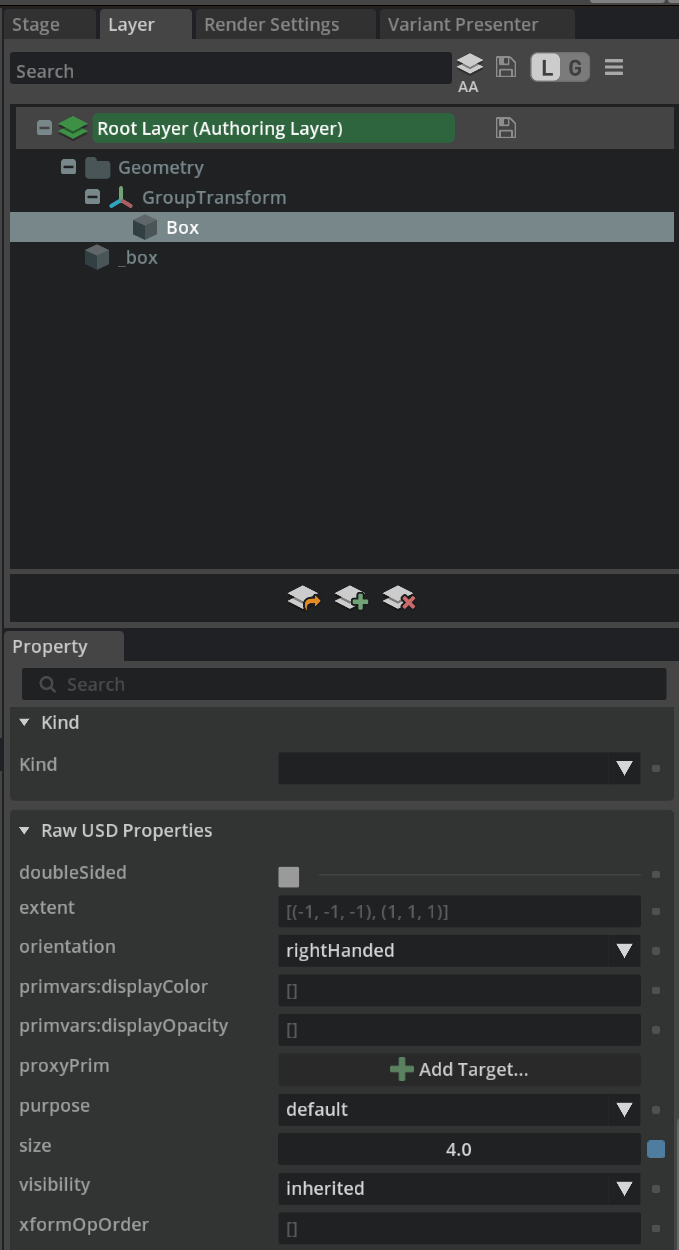 Stage Layer Render Settings Variant Presenter
Search AA L G
Root Layer (Authoring Layer)
Geometry
GroupTransform
Box
_box
Property
Search
Kind
Kind
Raw USD Properties
doubleSided
extent [(-1, -1, -1), (1, 1, 1)]
orientation rightHanded
primvars:displayColor []
primvars:displayOpacity []
proxyPrim Add Target...
purpose default
size 4.0
visibility inherited
xformOpOrder []